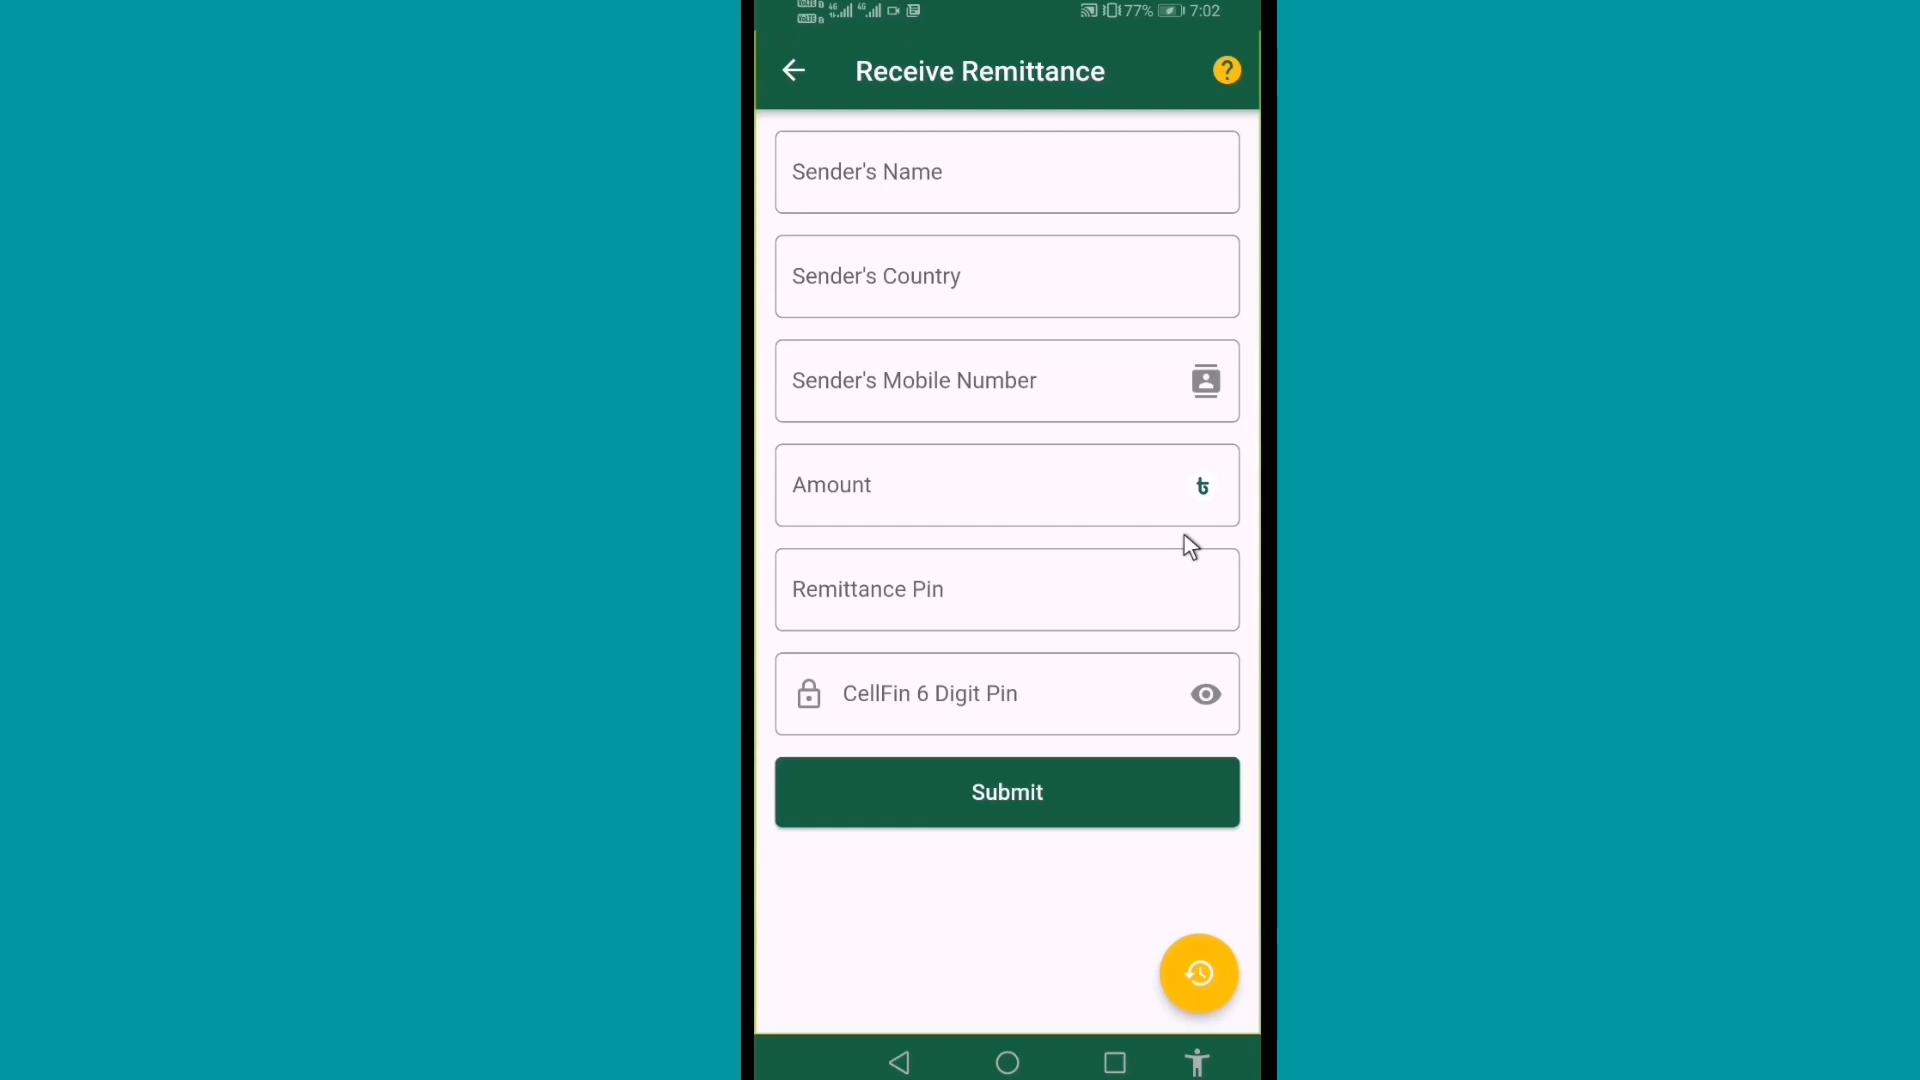 77% 7:02
Receive Remittance ?
Sender's Name
Sender's Country
Sender's Mobile Number
Amount ৳
Remittance Pin
CellFin 6 Digit Pin
Submit